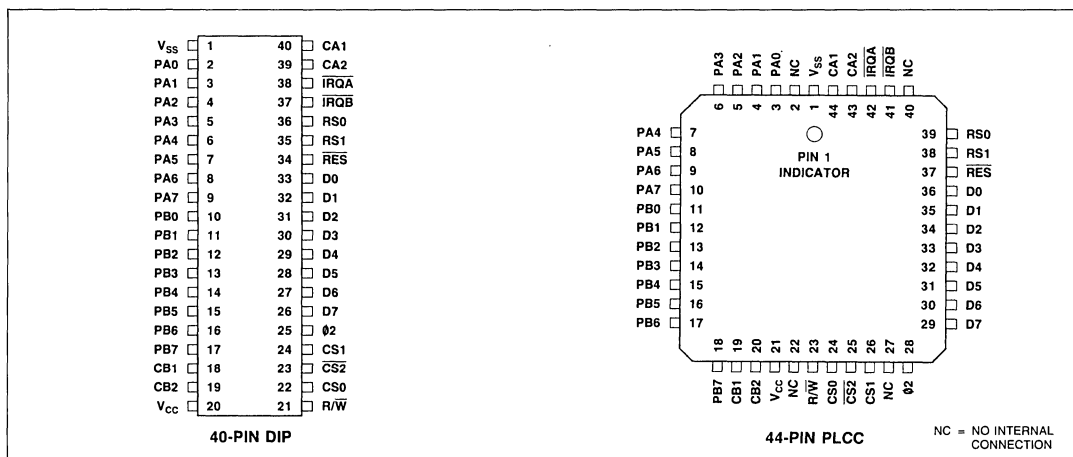 VSS 1 40 CA1
PA0 2 39 CA2
PA1 3 38 IRQA
PA2 4 37 IRQB
PA3 5 36 RS0
PA4 6 35 RS1
PA5 7 34 RES
PA6 8 33 D0
PA7 9 32 D1
PB0 10 31 D2
PB1 11 30 D3
PB2 12 29 D4
PB3 13 28 D5
PB4 14 27 D6
PB5 15 26 D7
PB6 16 25 Ø2
PB7 17 24 CS1
CB1 18 23 CS2
CB2 19 22 CS0
VCC 20 21 R/W
40-PIN DIP
PA3 PA2 PA1 PA0 NC VSS CA1 CA2 IRQA IRQB NC
6 5 4 3 2 1 44 43 42 41 40
PA4 7 39 RS0
PA5 8 38 RS1
PA6 9 37 RES
PA7 10 36 D0
PB0 11 35 D1
PB1 12 34 D2
PB2 13 33 D3
PB3 14 32 D4
PB4 15 31 D5
PB5 16 30 D6
PB6 17 29 D7
PIN 1
INDICATOR
18 19 20 21 22 23 24 25 26 27 28
PB7 CB1 CB2 VCC NC R/W CS0 CS2 CS1 NC Ø2
44-PIN PLCC
NC = NO INTERNAL
CONNECTION